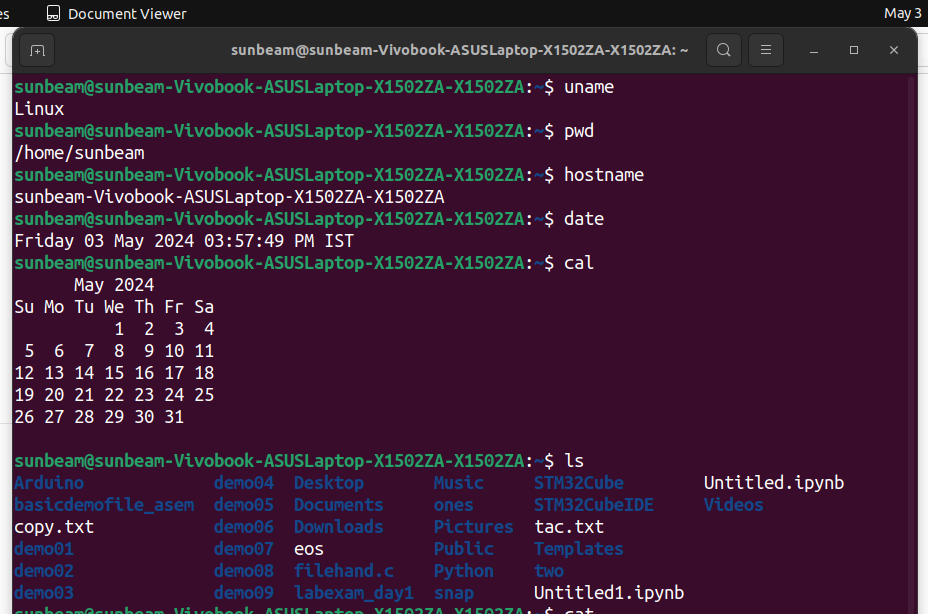 es Document Viewer May 3
sunbeam@sunbeam-Vivobook-ASUSLaptop-X1502ZA-X1502ZA: ~
sunbeam@sunbeam-Vivobook-ASUSLaptop-X1502ZA-X1502ZA:~$ uname
Linux
sunbeam@sunbeam-Vivobook-ASUSLaptop-X1502ZA-X1502ZA:~$ pwd
/home/sunbeam
sunbeam@sunbeam-Vivobook-ASUSLaptop-X1502ZA-X1502ZA:~$ hostname
sunbeam-Vivobook-ASUSLaptop-X1502ZA-X1502ZA
sunbeam@sunbeam-Vivobook-ASUSLaptop-X1502ZA-X1502ZA:~$ date
Friday 03 May 2024 03:57:49 PM IST
sunbeam@sunbeam-Vivobook-ASUSLaptop-X1502ZA-X1502ZA:~$ cal
      May 2024
Su Mo Tu We Th Fr Sa
          1  2  3  4
 5  6  7  8  9 10 11
12 13 14 15 16 17 18
19 20 21 22 23 24 25
26 27 28 29 30 31
sunbeam@sunbeam-Vivobook-ASUSLaptop-X1502ZA-X1502ZA:~$ ls
Arduino             demo04  Desktop       Music     STM32Cube        Untitled.ipynb
basicdemofile_asem  demo05  Documents     ones      STM32CubeIDE     Videos
copy.txt            demo06  Downloads     Pictures  tac.txt
demo01              demo07  eos           Public    Templates
demo02              demo08  filehand.c    Python    two
demo03              demo09  labexam_day1  snap      Untitled1.ipynb
sunbeam@sunbeam-Vivobook-ASUSLaptop-X1502ZA-X1502ZA:~$ cat